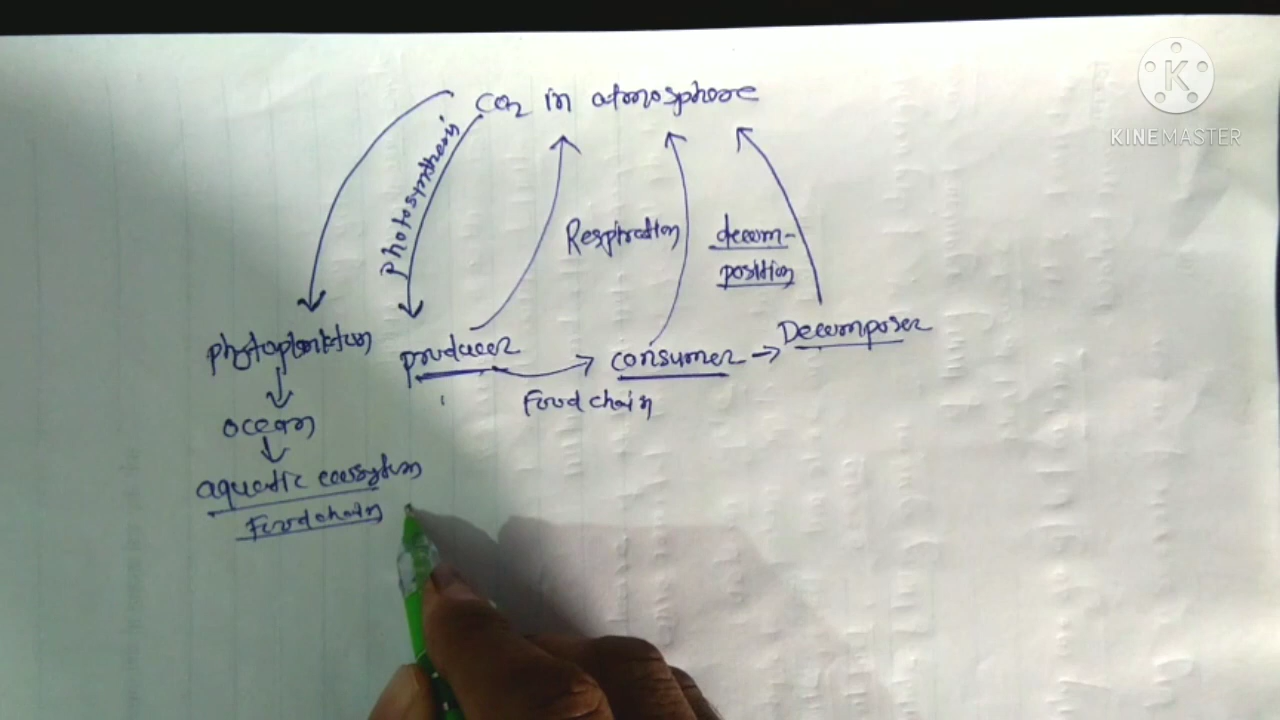 CO2 in atmosphere
photosynthesis
Respiration
decom-
position
phytoplankton
producer
consumer
Decomposer
Food chain
ocean
aquatic ecosystem
Food chain
K
KINEMASTER